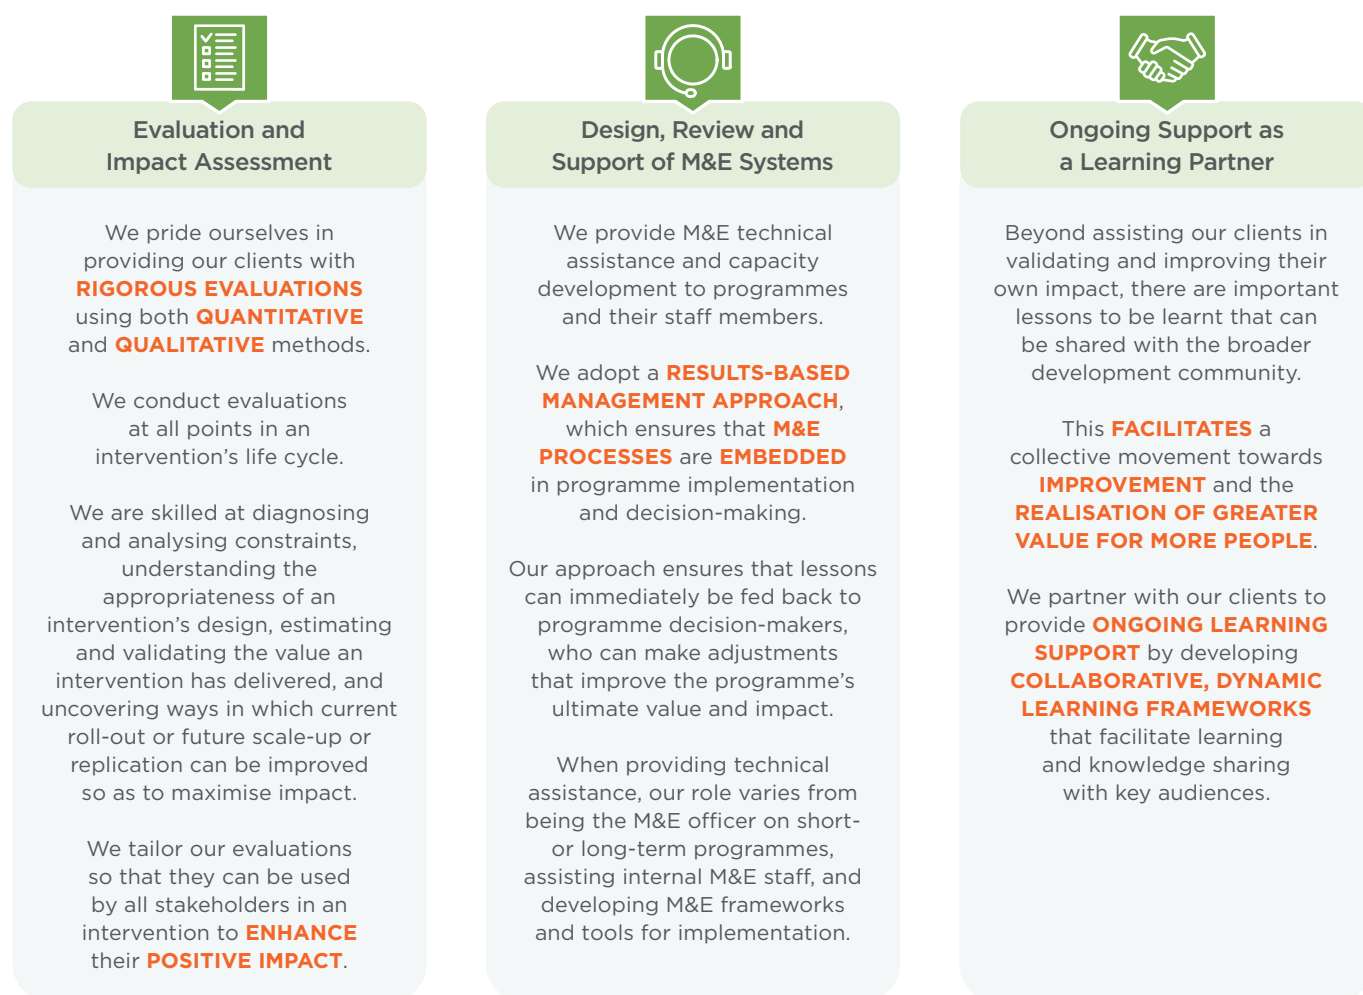 Evaluation and
Impact Assessment
We pride ourselves in
providing our clients with
RIGOROUS EVALUATIONS
using both QUANTITATIVE
and QUALITATIVE methods.
We conduct evaluations
at all points in an
intervention's life cycle.
We are skilled at diagnosing
and analysing constraints,
understanding the
appropriateness of an
intervention's design, estimating
and validating the value an
intervention has delivered, and
uncovering ways in which current
roll-out or future scale-up or
replication can be improved
so as to maximise impact.
We tailor our evaluations
so that they can be used
by all stakeholders in an
intervention to ENHANCE
their POSITIVE IMPACT.
Design, Review and
Support of M&E Systems
We provide M&E technical
assistance and capacity
development to programmes
and their staff members.
We adopt a RESULTS-BASED
MANAGEMENT APPROACH,
which ensures that M&E
PROCESSES are EMBEDDED
in programme implementation
and decision-making.
Our approach ensures that lessons
can immediately be fed back to
programme decision-makers,
who can make adjustments
that improve the programme's
ultimate value and impact.
When providing technical
assistance, our role varies from
being the M&E officer on short-
or long-term programmes,
assisting internal M&E staff, and
developing M&E frameworks
and tools for implementation.
Ongoing Support as
a Learning Partner
Beyond assisting our clients in
validating and improving their
own impact, there are important
lessons to be learnt that can
be shared with the broader
development community.
This FACILITATES a
collective movement towards
IMPROVEMENT and the
REALISATION OF GREATER
VALUE FOR MORE PEOPLE.
We partner with our clients to
provide ONGOING LEARNING
SUPPORT by developing
COLLABORATIVE, DYNAMIC
LEARNING FRAMEWORKS
that facilitate learning
and knowledge sharing
with key audiences.